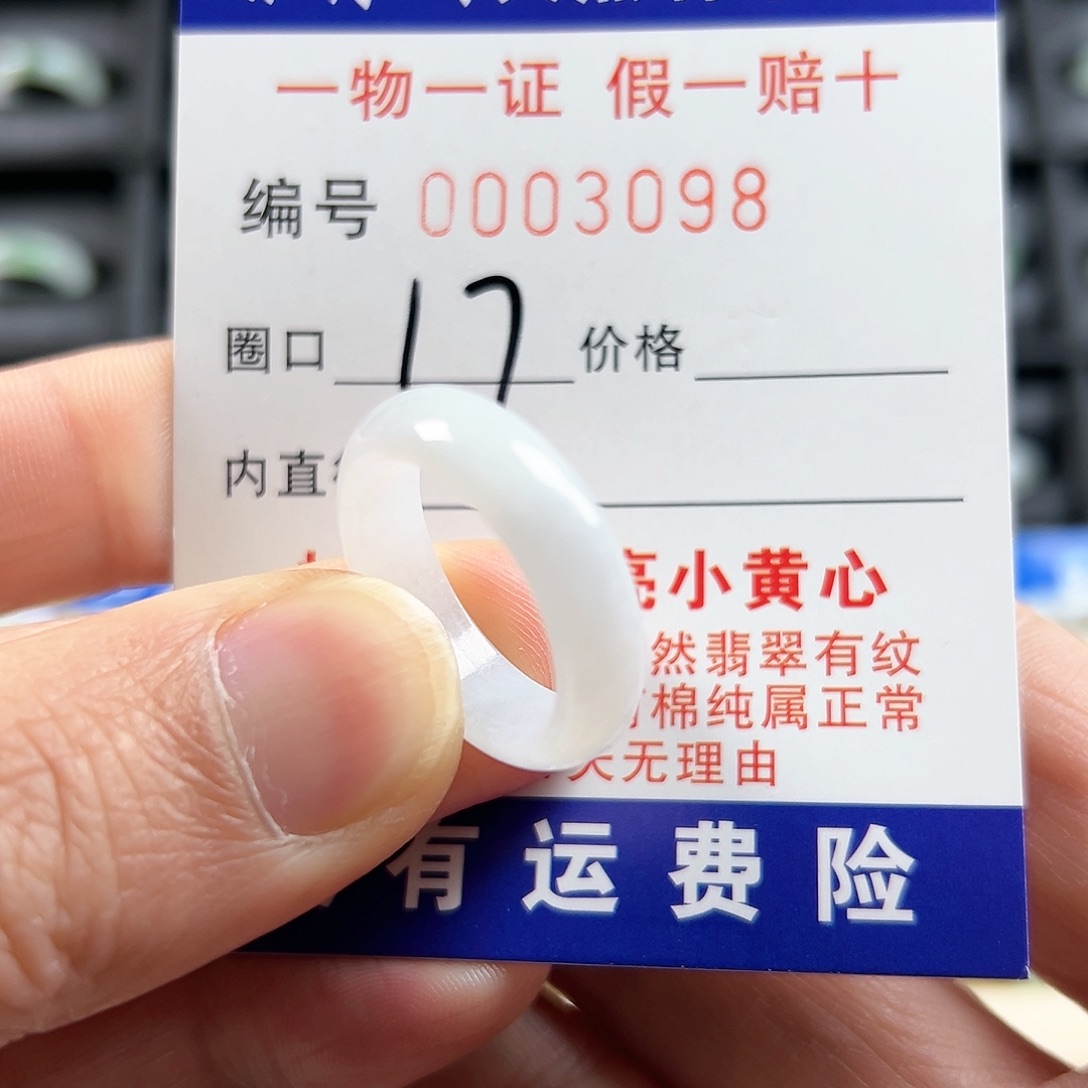 一物一证 假一赔十
编号 0003098
圈口 17 价格
内直
亮小黄心
然翡翠有纹
棉纯属正常
天无理由
有运费险